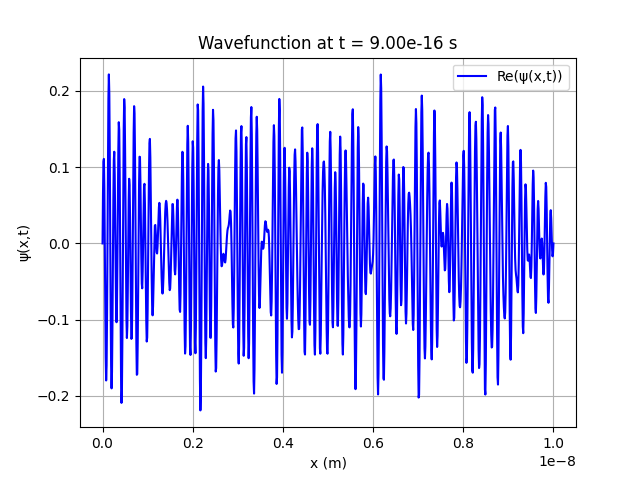 Wavefunction at t = 9.00e-16 s
Re(ψ(x,t))
ψ(x,t)
0.2
0.1
0.0
−0.1
−0.2
0.0 0.2 0.4 0.6 0.8 1.0
1e−8
x (m)